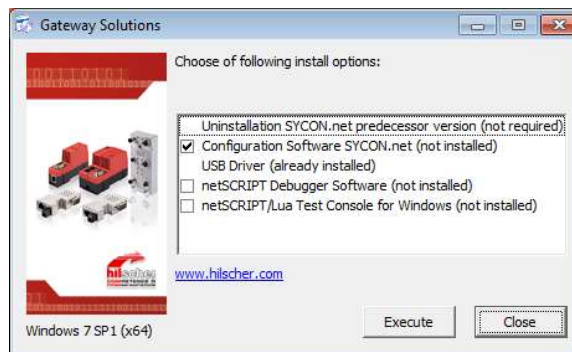 Gateway Solutions
Choose of following install options:
Uninstallation SYCON.net predecessor version (not required)
Configuration Software SYCON.net (not installed)
USB Driver (already installed)
netSCRIPT Debugger Software (not installed)
netSCRIPT/Lua Test Console for Windows (not installed)
hilscher
www.hilscher.com
Execute
Close
Windows 7 SP1 (x64)